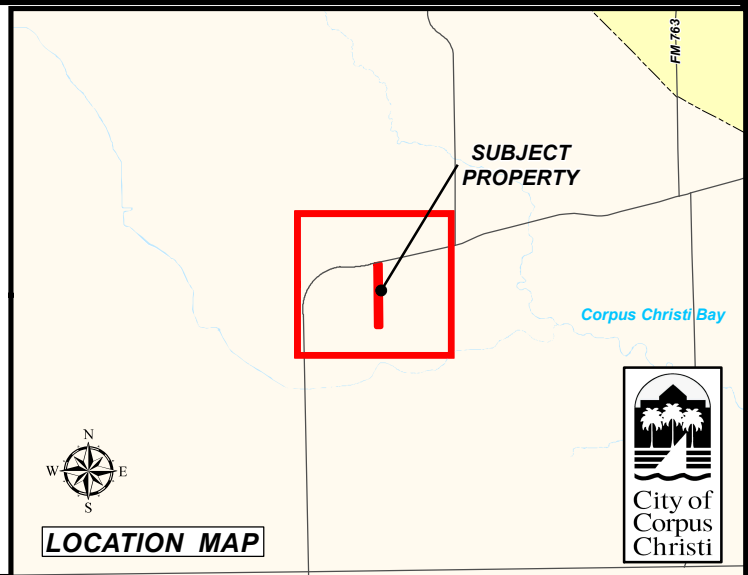 FM-763
SUBJECT
PROPERTY
Corpus Christi Bay
N
W E
S
LOCATION MAP
City of
Corpus
Christi